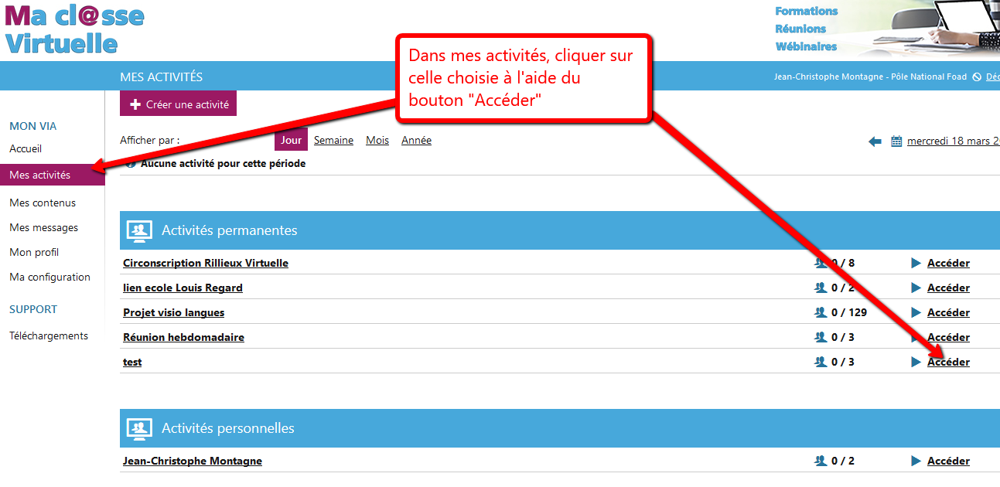 Ma cl@sse
Virtuelle
Formations
Réunions
Wébinaires
MES ACTIVITÉS
Jean-Christophe Montagne - Pôle National Foad
Dans mes activités, cliquer sur
celle choisie à l'aide du
bouton "Accéder"
Créer une activité
MON VIA
Accueil
Mes activités
Mes contenus
Mes messages
Mon profil
Ma configuration
SUPPORT
Téléchargements
Afficher par : Jour Semaine Mois Année
mercredi 18 mars
Aucune activité pour cette période
Activités permanentes
Circonscription Rillieux Virtuelle 0 / 8 Accéder
lien ecole Louis Regard 0 / 2 Accéder
Projet visio langues 0 / 129 Accéder
Réunion hebdomadaire 0 / 3 Accéder
test 0 / 3 Accéder
Activités personnelles
Jean-Christophe Montagne 0 / 2 Accéder